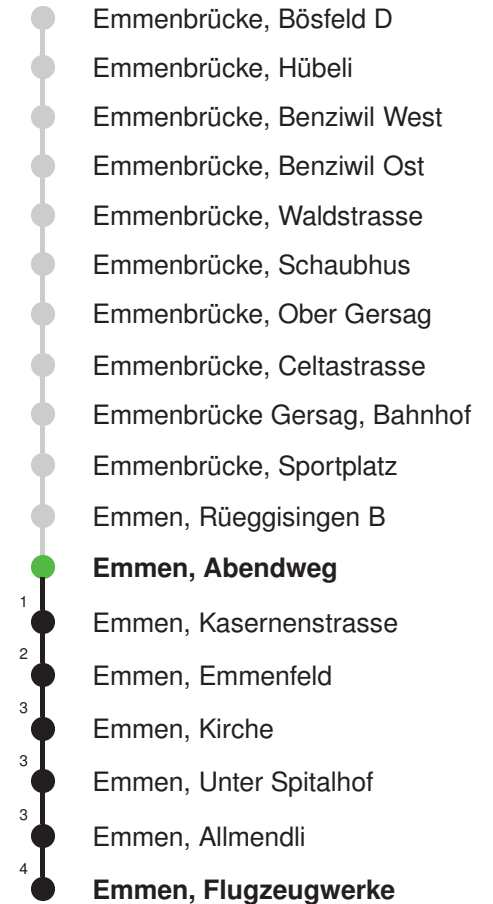 Emmenbrücke, Bösfeld D
Emmenbrücke, Hübeli
Emmenbrücke, Benziwil West
Emmenbrücke, Benziwil Ost
Emmenbrücke, Waldstrasse
Emmenbrücke, Schaubhus
Emmenbrücke, Ober Gersag
Emmenbrücke, Celtastrasse
Emmenbrücke Gersag, Bahnhof
Emmenbrücke, Sportplatz
Emmen, Rüeggisingen B
Emmen, Abendweg
1 Emmen, Kasernenstrasse
2 Emmen, Emmenfeld
3 Emmen, Kirche
3 Emmen, Unter Spitalhof
3 Emmen, Allmendli
4 Emmen, Flugzeugwerke